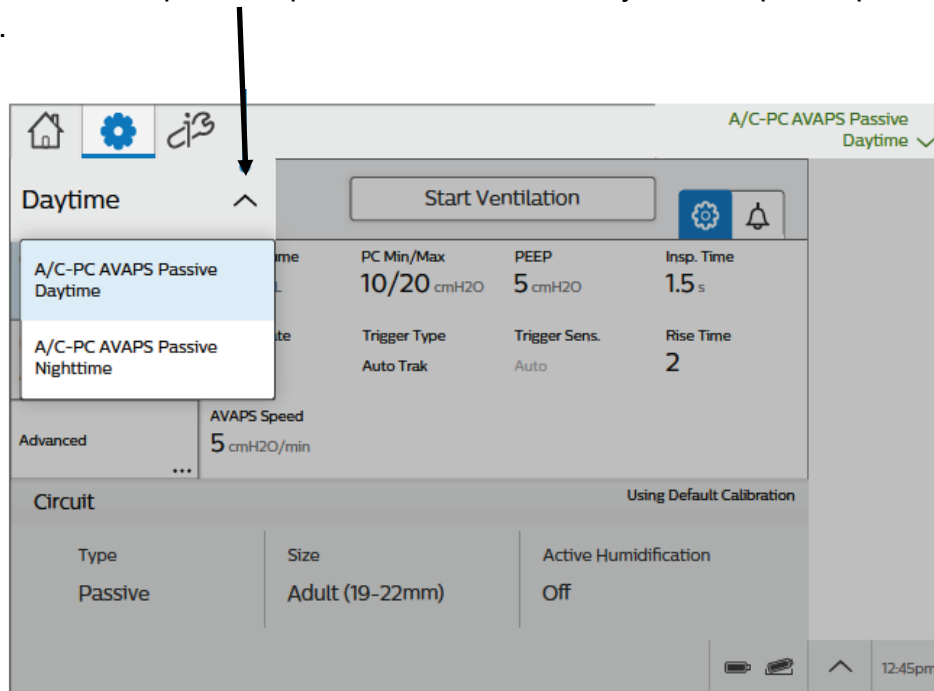 A/C-PC AVAPS Passive
Daytime
Daytime
Start Ventilation
A/C-PC AVAPS Passive
Daytime
A/C-PC AVAPS Passive
Nighttime
PC Min/Max
10/20 cmH2O
PEEP
5 cmH2O
Insp. Time
1.5 s
Trigger Type
Auto Trak
Trigger Sens.
Auto
Rise Time
2
Advanced
...
AVAPS Speed
5 cmH2O/min
Circuit
Using Default Calibration
Type
Passive
Size
Adult (19-22mm)
Active Humidification
Off
12:45pm